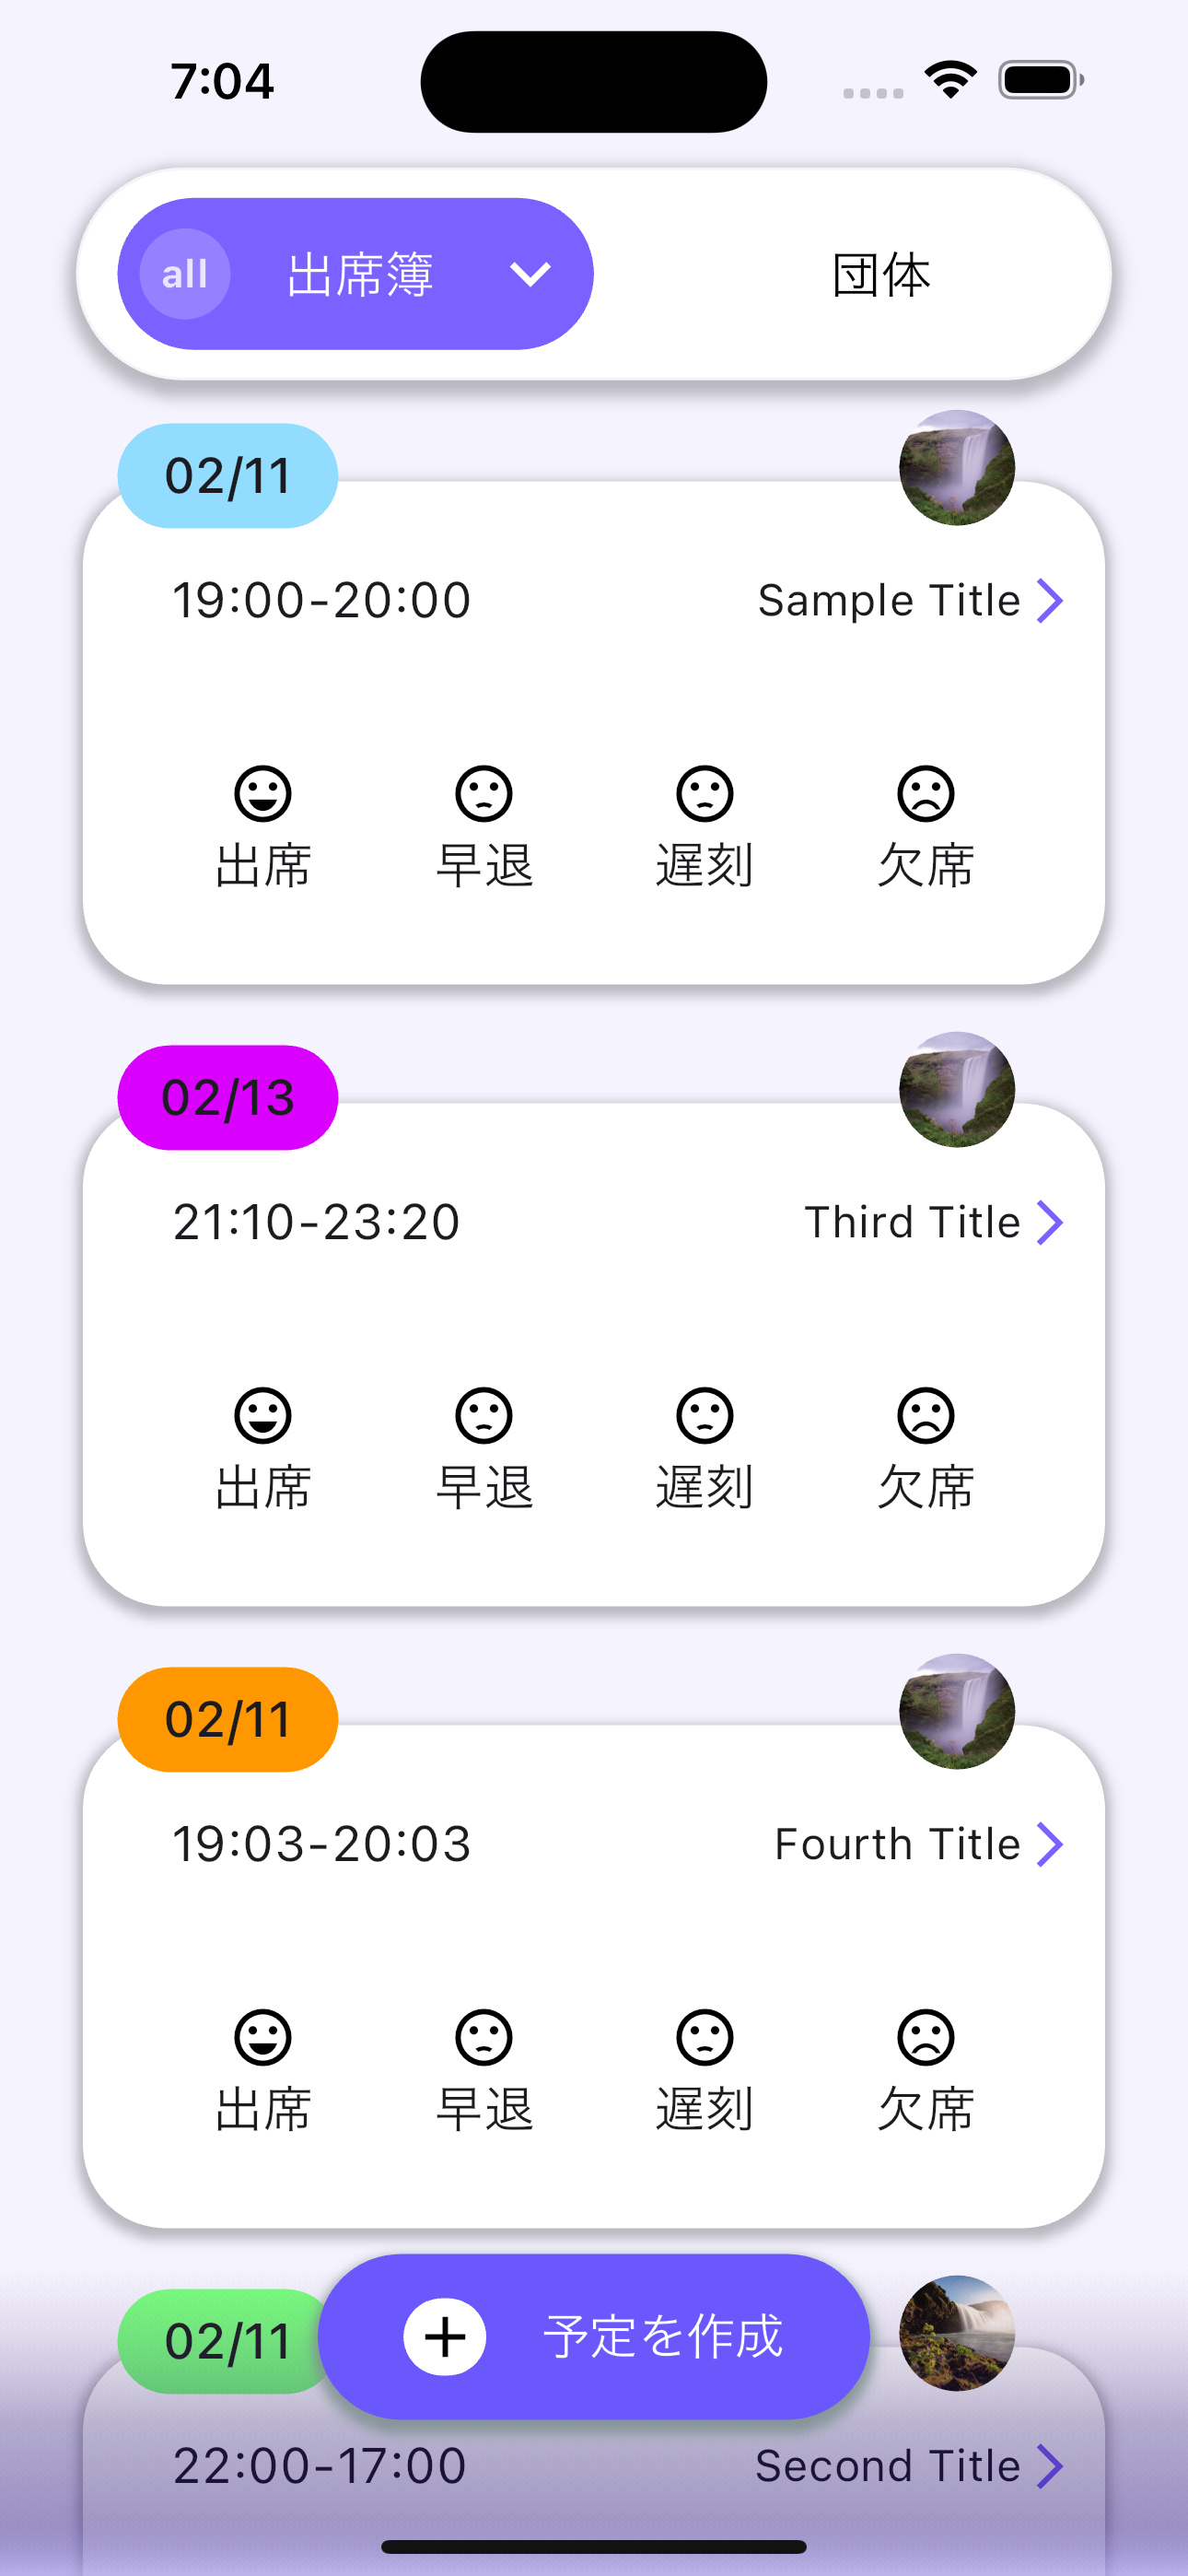 7:04
all 出席簿 団体
02/11
19:00-20:00 Sample Title
出席 早退 遅刻 欠席
02/13
21:10-23:20 Third Title
出席 早退 遅刻 欠席
02/11
19:03-20:03 Fourth Title
出席 早退 遅刻 欠席
02/11 予定を作成
22:00-17:00 Second Title